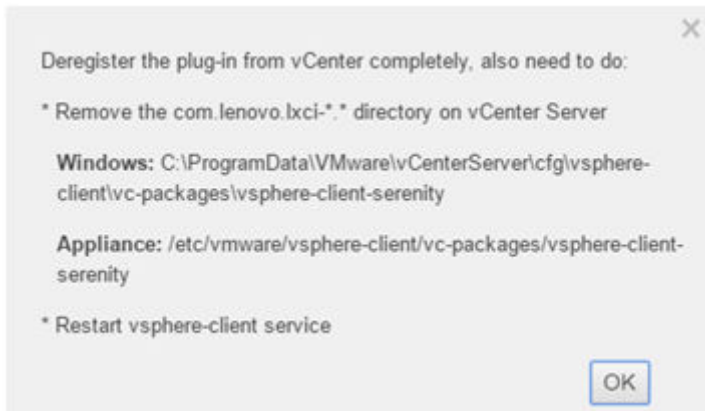 Deregister the plug-in from vCenter completely, also need to do:
* Remove the com.lenovo.lxci-*.* directory on vCenter Server
Windows: C:\ProgramData\VMware\vCenterServer\cfg\vsphere-
client\vc-packages\vsphere-client-serenity
Appliance: /etc/vmware/vsphere-client/vc-packages/vsphere-client-
serenity
* Restart vsphere-client service
OK